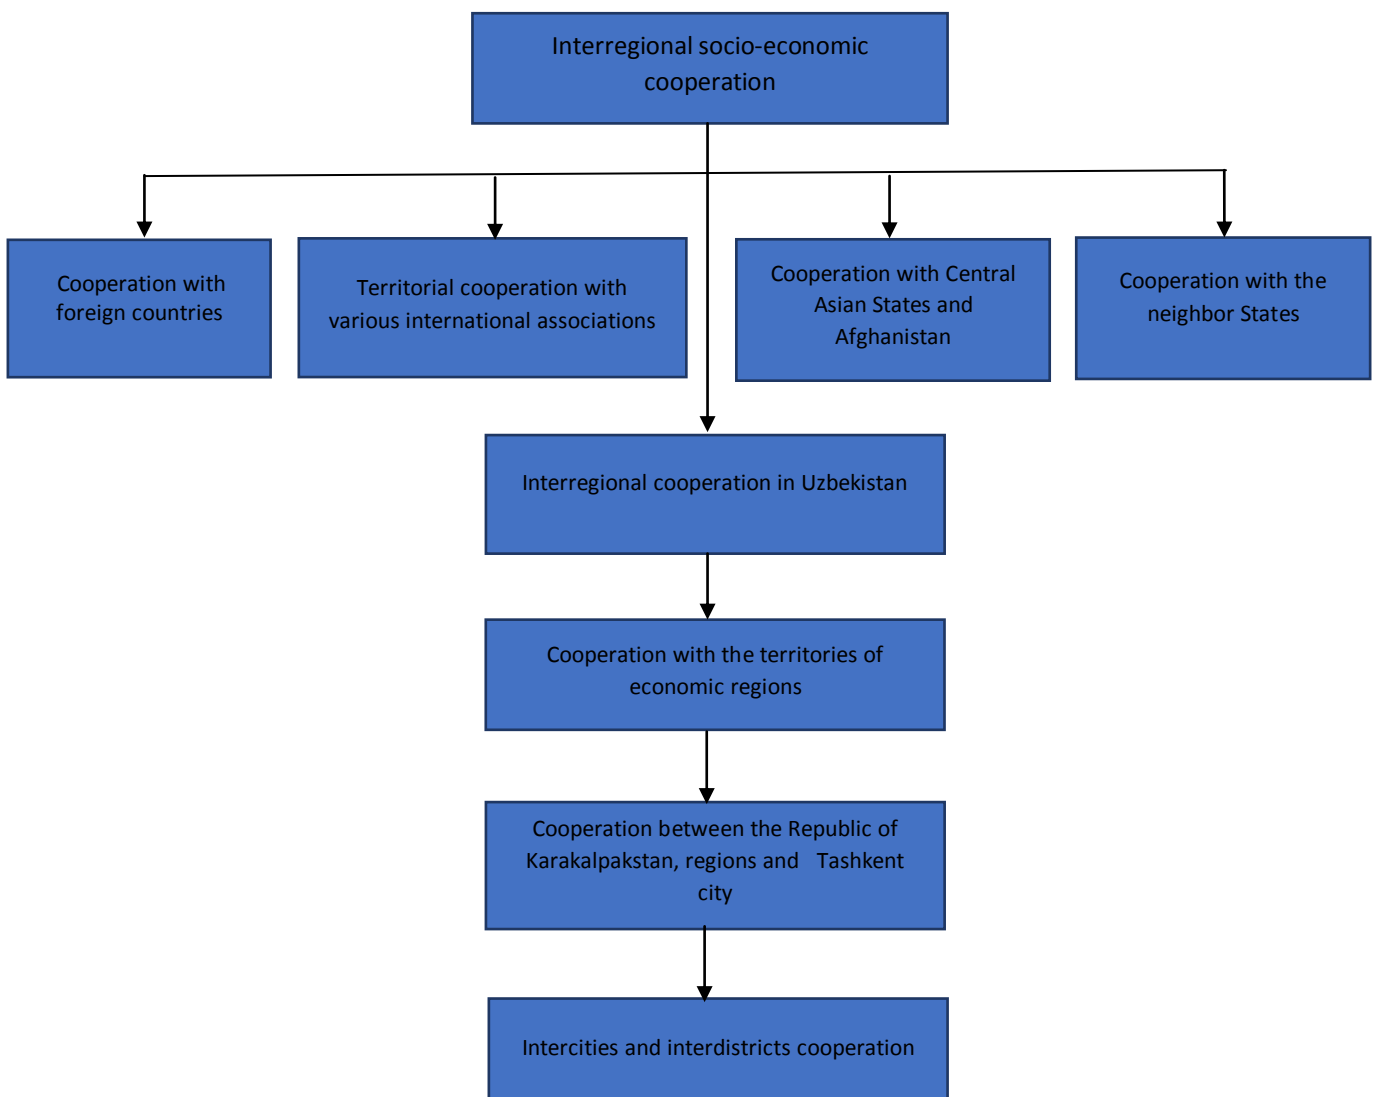 Interregional socio-economic
cooperation
Cooperation with
foreign countries
Territorial cooperation with
various international associations
Cooperation with Central
Asian States and
Afghanistan
Cooperation with the
neighbor States
Interregional cooperation in Uzbekistan
Cooperation with the territories of
economic regions
Cooperation between the Republic of
Karakalpakstan, regions and Tashkent
city
Intercities and interdistricts cooperation